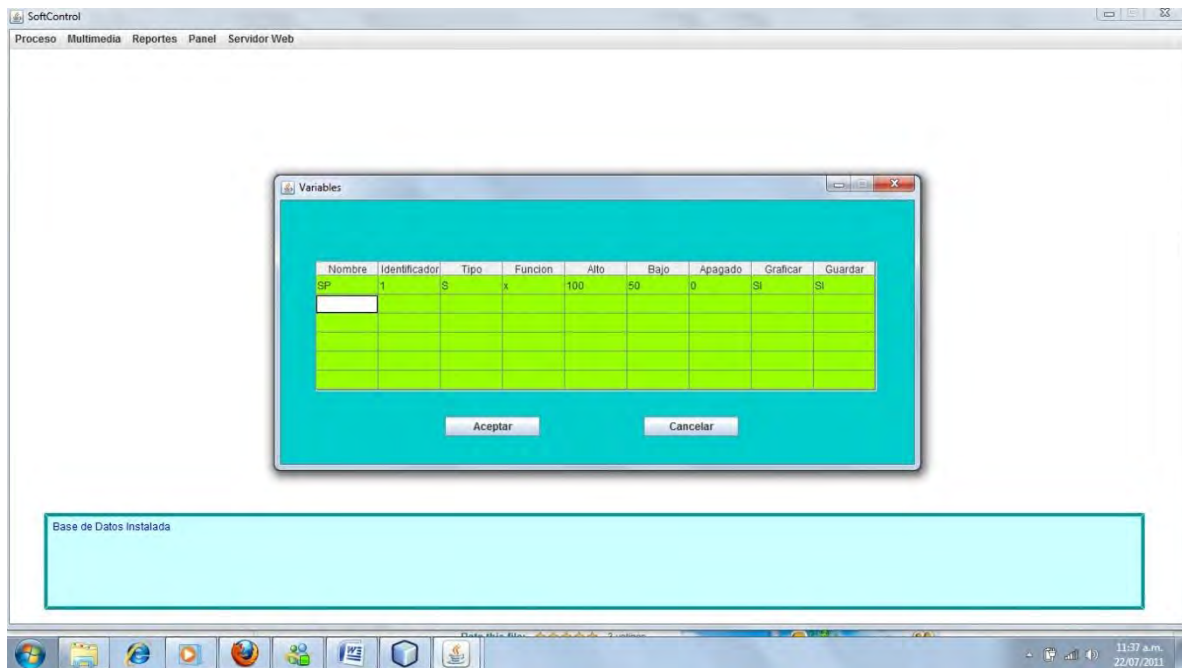 SoftControl
Proceso Multimedia Reportes Panel Servidor Web
Variables
Nombre Identificador Tipo Funcion Alto Bajo Apagado Graficar Guardar
SP 1 S x 100 50 0 SI SI
Aceptar Cancelar
Base de Datos Instalada
11:37 a.m.
22/07/2011